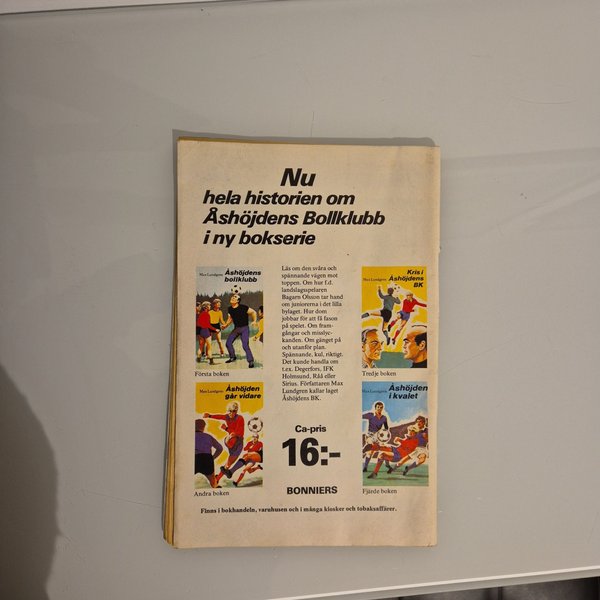 Nu
hela historien om
Åshöjdens Bollklubb
i ny bokserie
Max Lundgren Åshöjdens
bollklubb
Första boken
Max Lundgren Åshöjden
går vidare
Andra boken
Läs om den svåra och
spännande vägen mot
toppen. Om hur f.d.
landslagsspelaren
Bagarn Olsson tar hand
om juniorerna i det lilla
bylaget. Hur dom
jobbar för att få fason
på spelet. Om fram-
gångar och misslyc-
kanden. Om gänget på
och utanför plan.
Spännande, kul, riktigt.
Det kunde handla om
t.ex. Degerfors, IFK
Holmsund, Råå eller
Sirius. Författaren Max
Lundgren kallar laget
Åshöjdens BK.
Ca-pris
16:-
BONNIERS
Kris i
Max Lundgren Åshöjdens
BK
Tredje boken
Max Lundgren Åshöjden
i kvalet
Fjärde boken
Finns i bokhandeln, varuhusen och i många kiosker och tobaksaffärer.